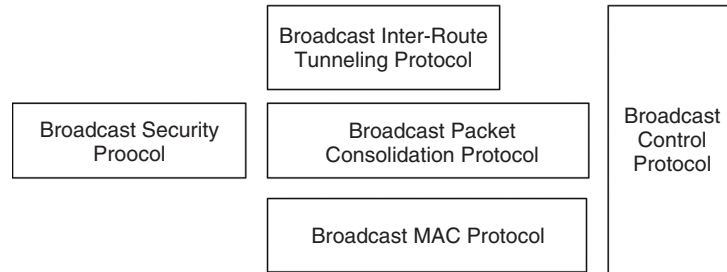 Broadcast Inter-Route
Tunneling Protocol
Broadcast Security
Proocol
Broadcast Packet
Consolidation Protocol
Broadcast
Control
Protocol
Broadcast MAC Protocol